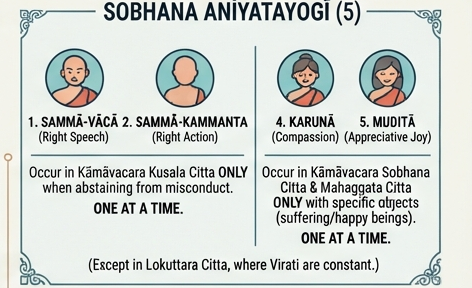 SOBHANA ANIYATAYOGĪ (5)
1. SAMMĀ-VĀCĀ 2. SAMMĀ-KAMMANTA
(Right Speech) (Right Action)
Occur in Kāmāvacara Kusala Citta ONLY
when abstaining from misconduct.
ONE AT A TIME.
4. KARUNĀ 5. MUDITĀ
(Compassion) (Appreciative Joy)
Occur in Kāmāvacara Sobhana
Citta & Mahaggata Citta
ONLY with specific objects
(suffering/happy beings).
ONE AT A TIME.
(Except in Lokuttara Citta, where Virati are constant.)